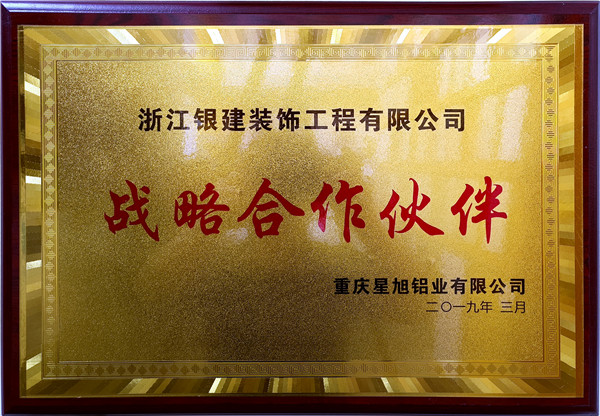 浙江银建装饰工程有限公司
战略合作伙伴
重庆星旭铝业有限公司
二〇一九年 三月